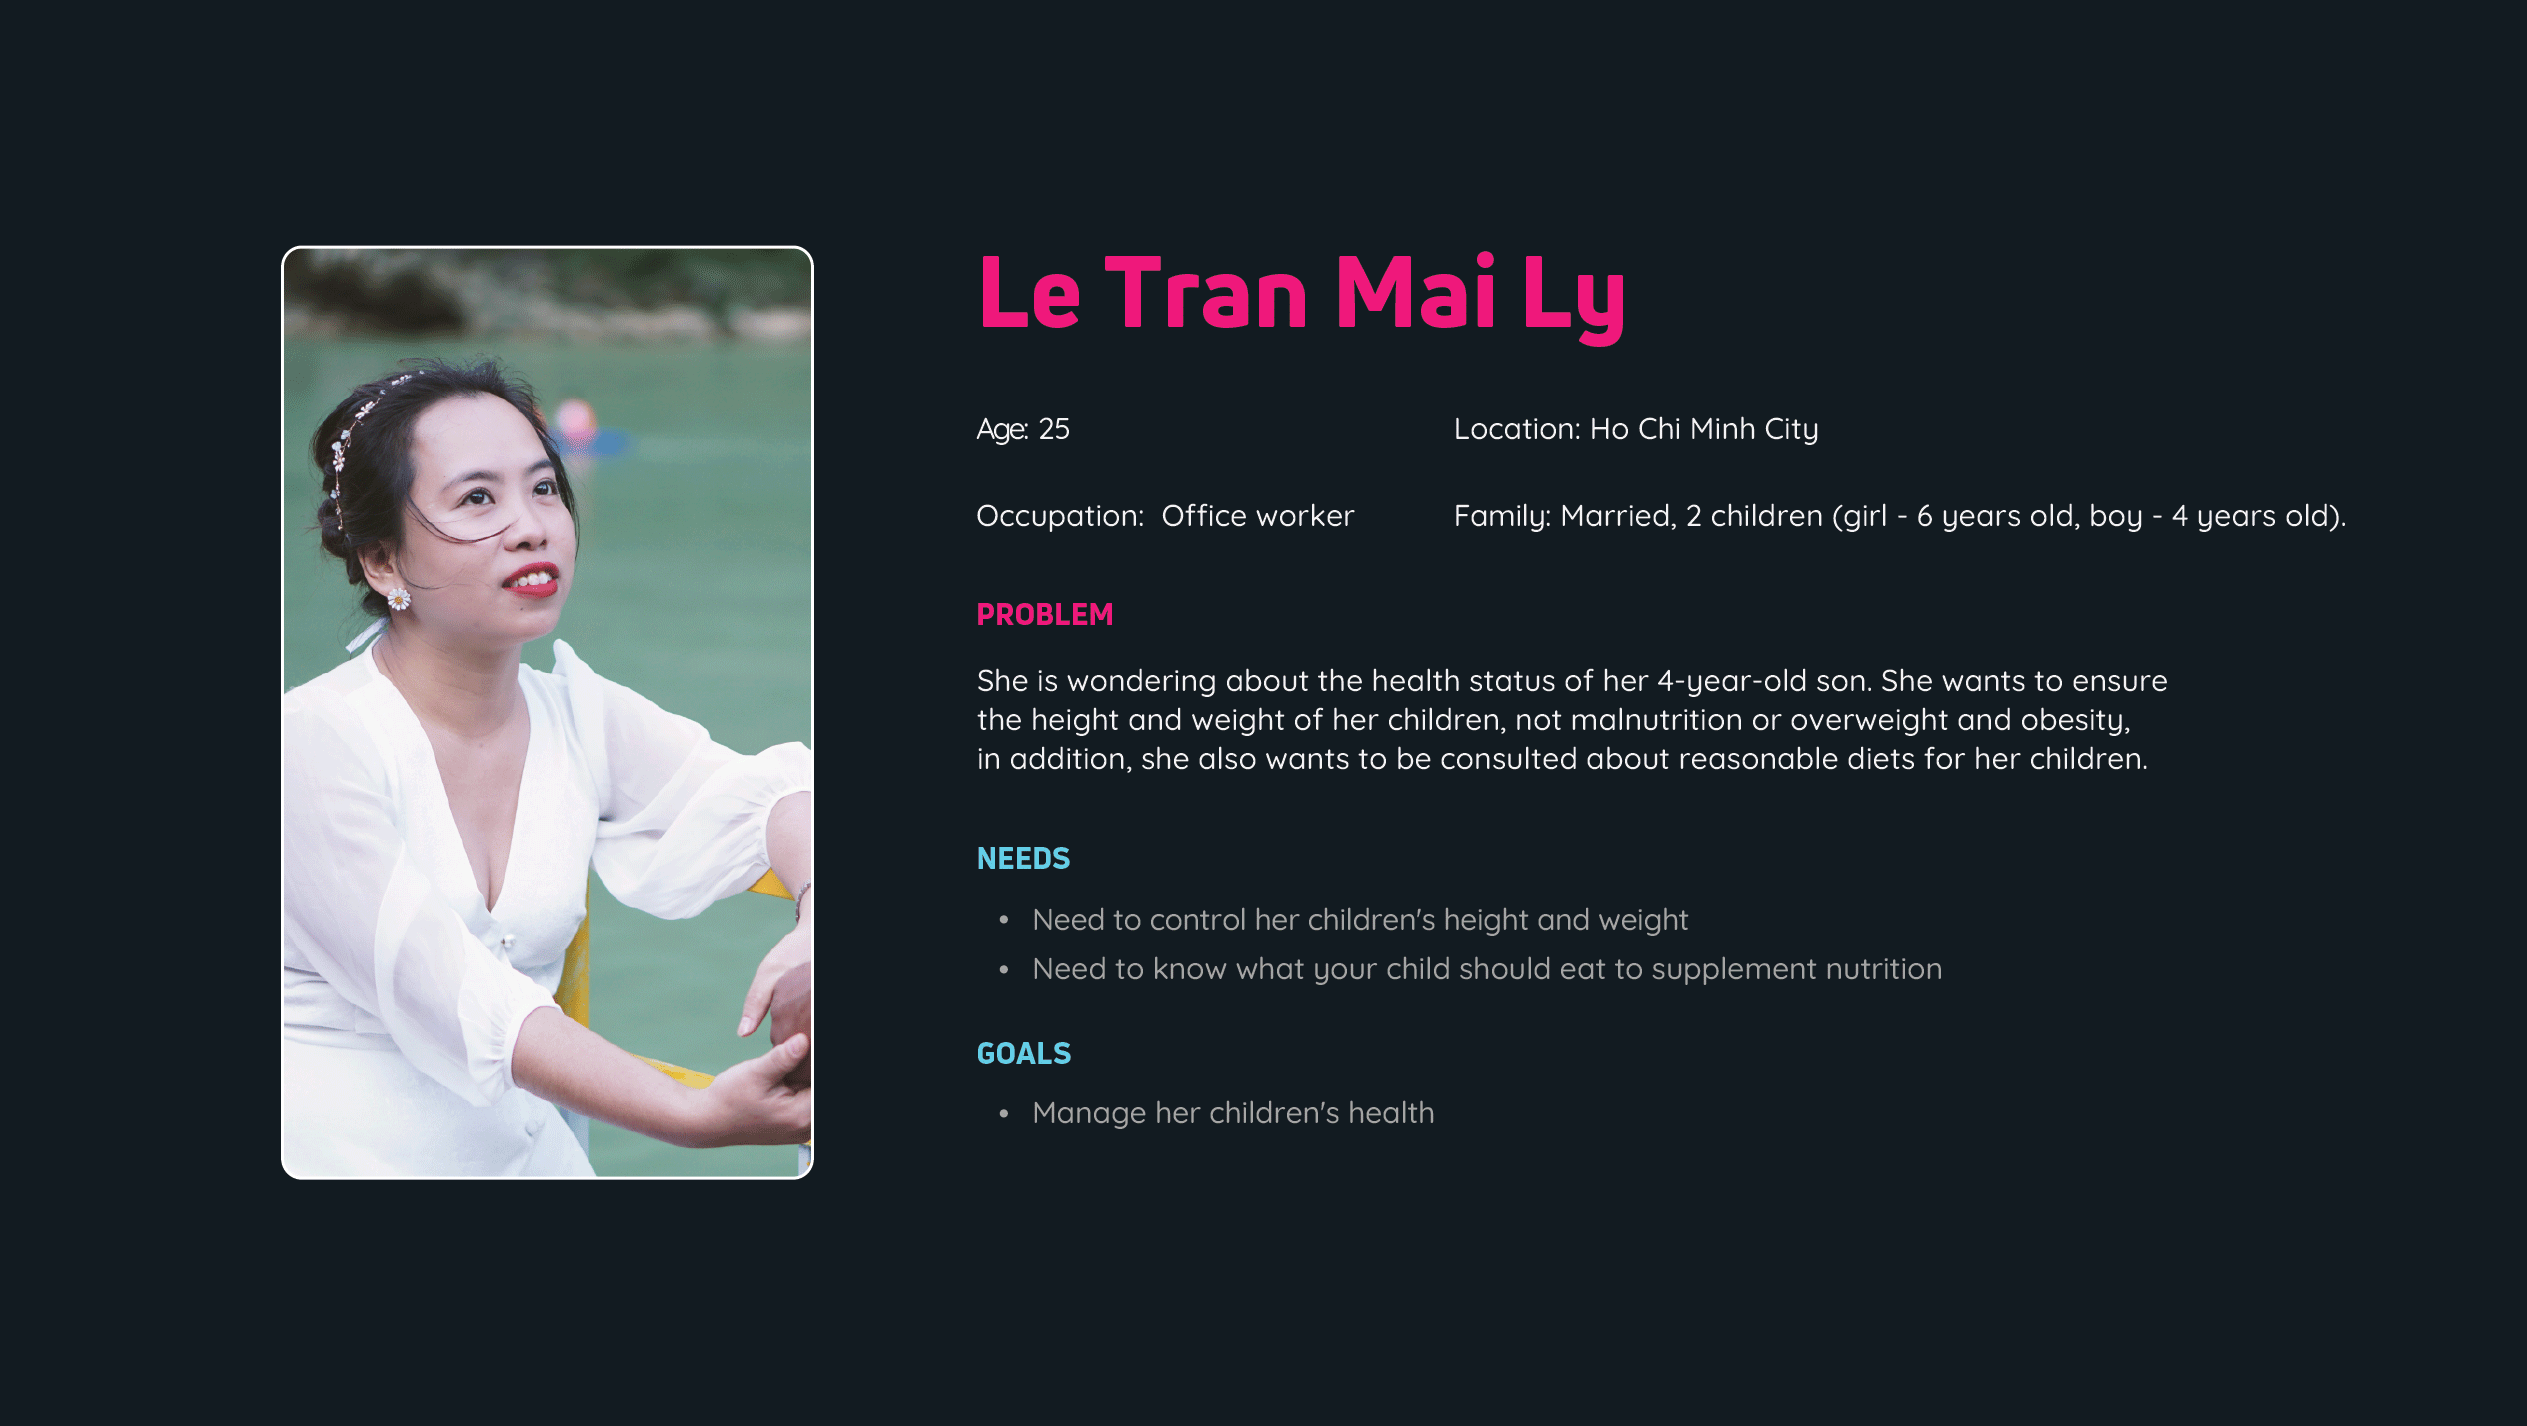 Le Tran Mai Ly
Age: 25
Location: Ho Chi Minh City
Occupation: Office worker
Family: Married, 2 children (girl - 6 years old, boy - 4 years old).
PROBLEM
She is wondering about the health status of her 4-year-old son. She wants to ensure
the height and weight of her children, not malnutrition or overweight and obesity,
in addition, she also wants to be consulted about reasonable diets for her children.
NEEDS
• Need to control her children's height and weight
• Need to know what your child should eat to supplement nutrition
GOALS
• Manage her children's health